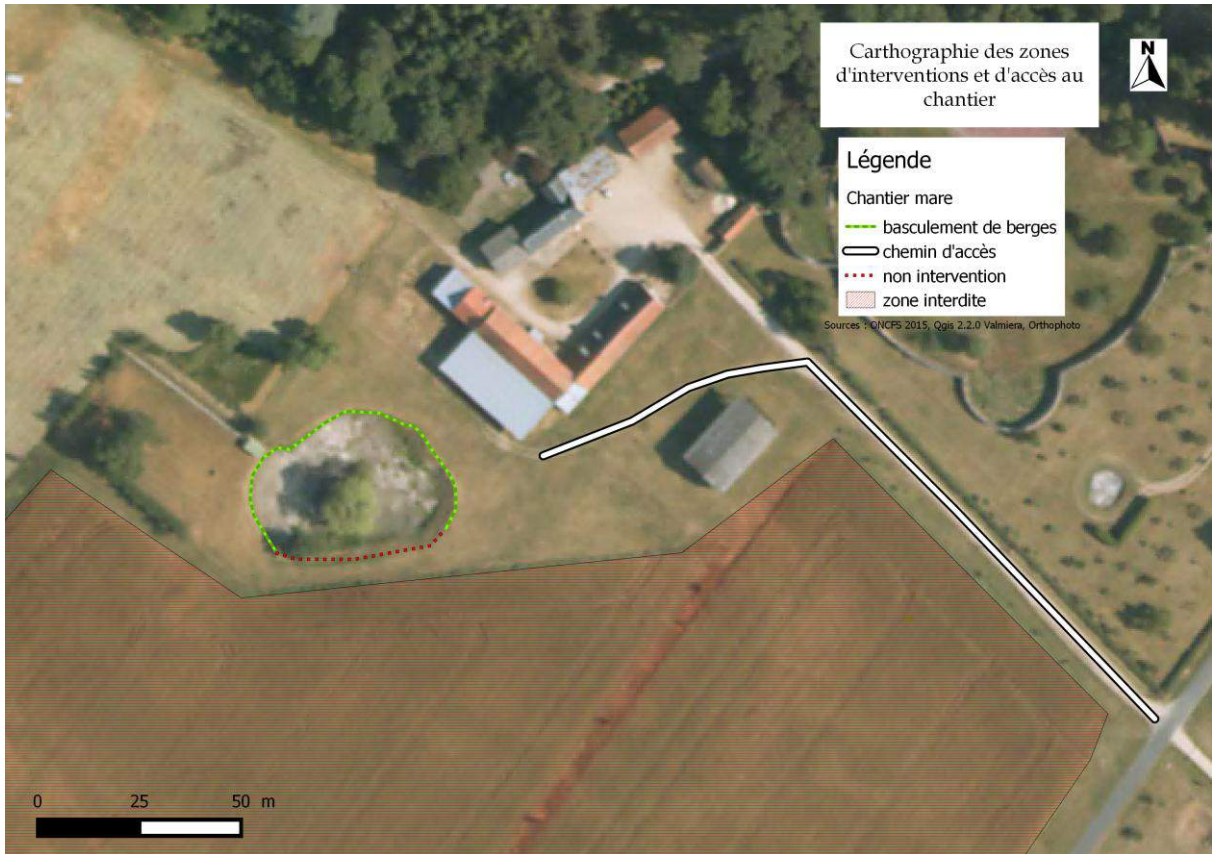 Carthographie des zones
d'interventions et d'accès au
chantier
N
Légende
Chantier mare
basculement de berges
chemin d'accès
non intervention
zone interdite
Sources : ONCFS 2015, Qgis 2.2.0 Valmiera, Orthophoto
0 25 50 m